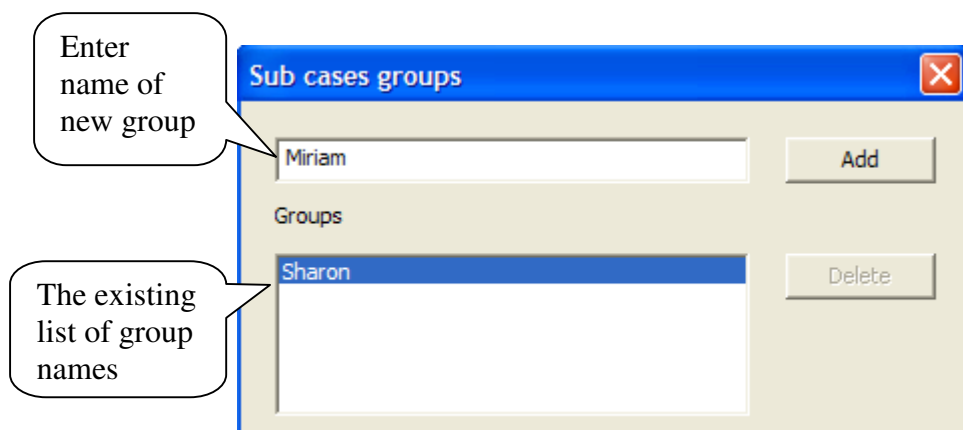 Enter
name of
new group
Sub cases groups
Miriam
Add
Groups
Sharon
Delete
The existing
list of group
names